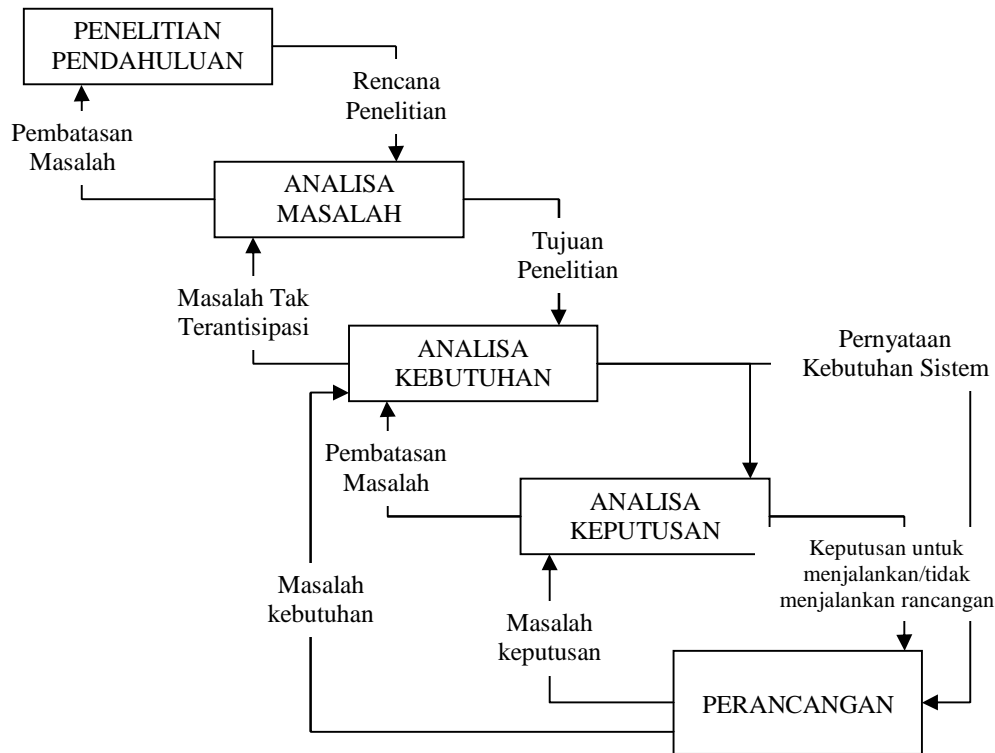 PENELITIAN
PENDAHULUAN
Rencana
Penelitian
Pembatasan
Masalah
ANALISA
MASALAH
Tujuan
Penelitian
Masalah Tak
Terantisipasi
ANALISA
KEBUTUHAN
Pernyataan
Kebutuhan Sistem
Pembatasan
Masalah
ANALISA
KEPUTUSAN
Keputusan untuk
menjalankan/tidak
menjalankan rancangan
Masalah
kebutuhan
Masalah
keputusan
PERANCANGAN